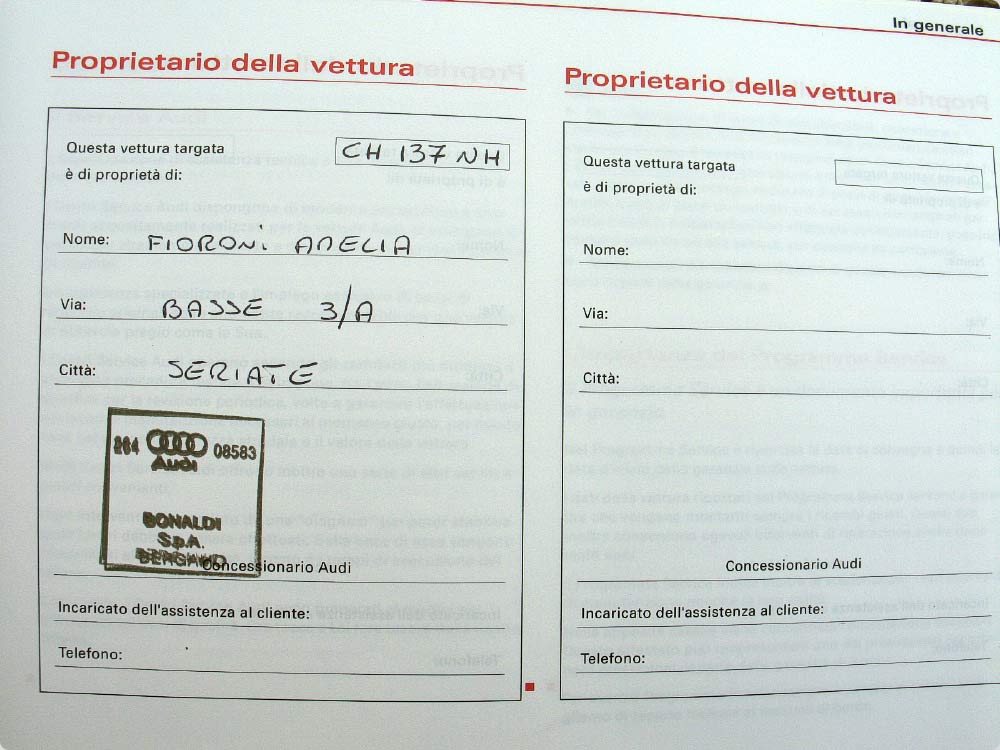 In generale
Proprietario della vettura
Questa vettura targata CH 137 NH
è di proprietà di:
Nome: FIORONI AMELIA
Via: BASSE 3/A
Città: SERIATE
264 08583
Audi
BONALDI
S.p.A.
BERGAMO
Concessionario Audi
Incaricato dell'assistenza al cliente:
Telefono:
Proprietario della vettura
Questa vettura targata
è di proprietà di:
Nome:
Via:
Città:
Concessionario Audi
Incaricato dell'assistenza al cliente:
Telefono: